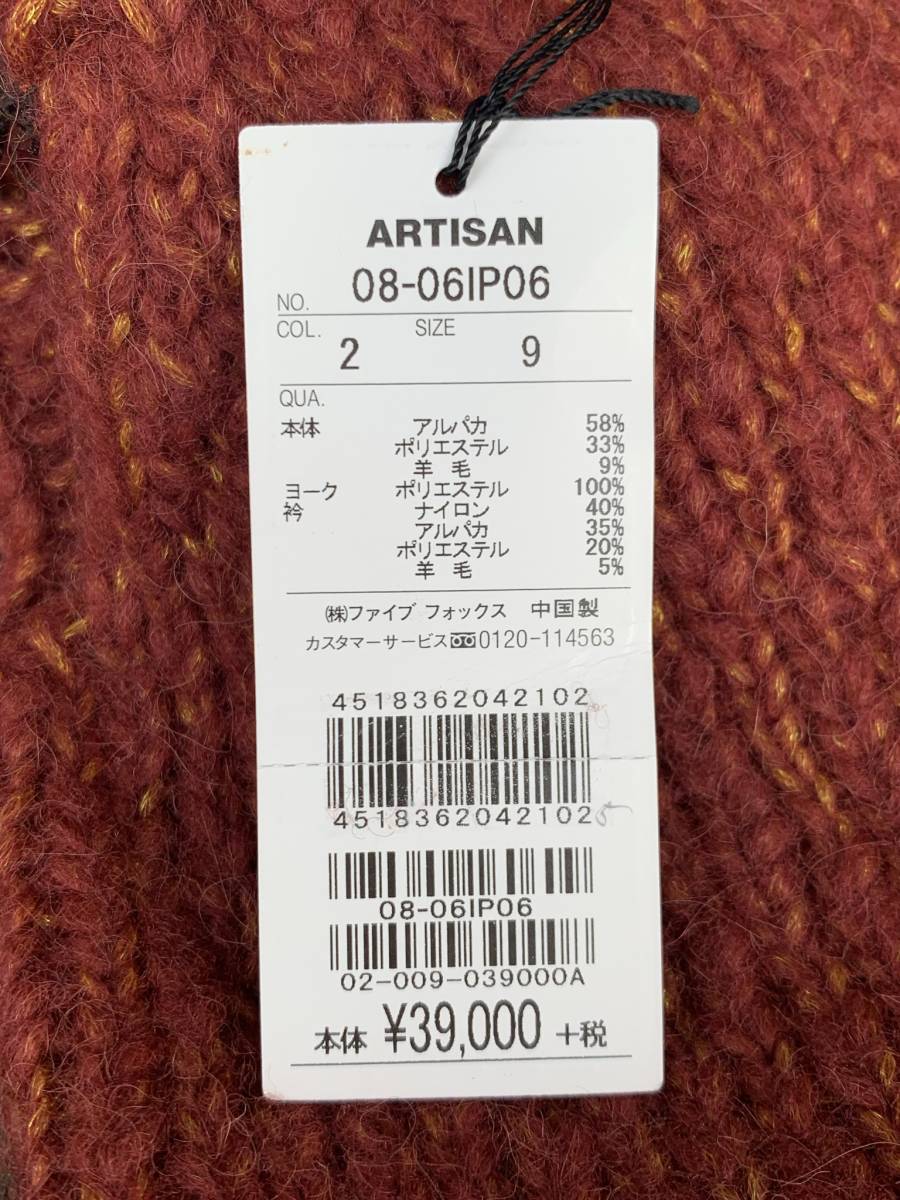 ARTISAN
NO. 08-06IP06
COL. SIZE
2 9
QUA.
本体 アルパカ 58%
ポリエステル 33%
羊毛 9%
ヨーク ポリエステル 100%
衿 ナイロン 40%
アルパカ 35%
ポリエステル 20%
羊毛 5%
㈱ファイブ フォックス 中国製
カスタマーサービス 0120-114563
4518362042102
4518362042102
08-06IP06
02-009-039000A
本体 ¥39,000 +税